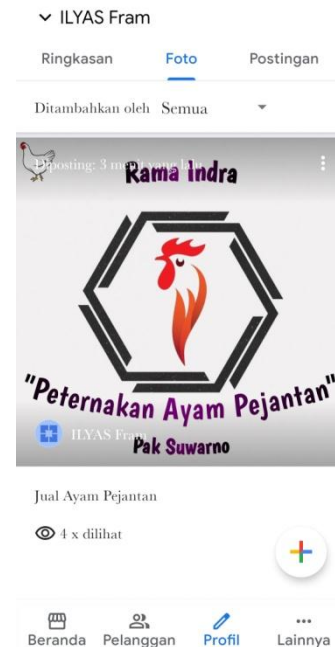 ILYAS Fram
Ringkasan Foto Postingan
Ditambahkan oleh Semua
Diposting: 3 menit yang lalu
Rama Indra
"Peternakan Ayam Pejantan"
ILYAS Fram
Pak Suwarno
Jual Ayam Pejantan
4 x dilihat
Beranda Pelanggan Profil Lainnya